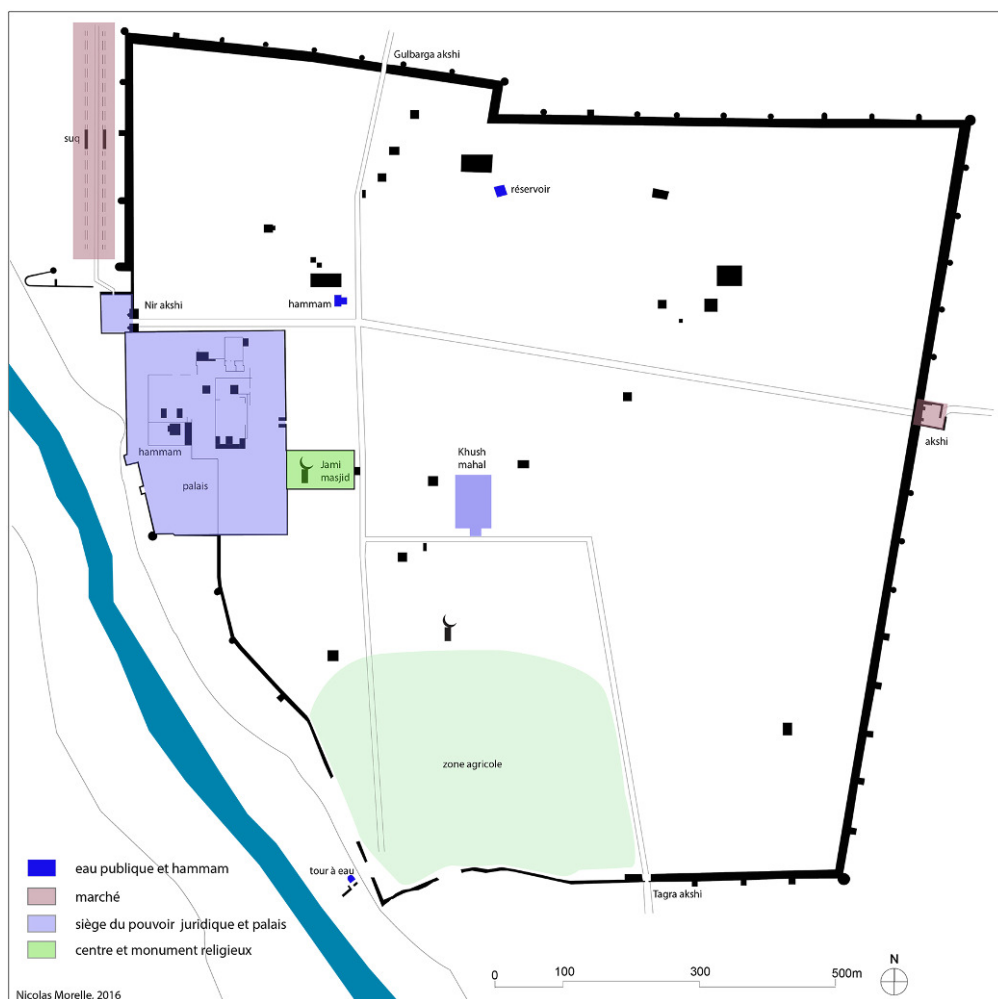 Gulbarga akshi
suq
réservoir
Nir akshi
hammam
akshi
hammam
palais
Jami
masjid
Khush
mahal
zone agricole
tour à eau
Tagra akshi
eau publique et hammam
marché
siège du pouvoir juridique et palais
centre et monument religieux
N
0 100 300 500m
Nicolas Morelle, 2016